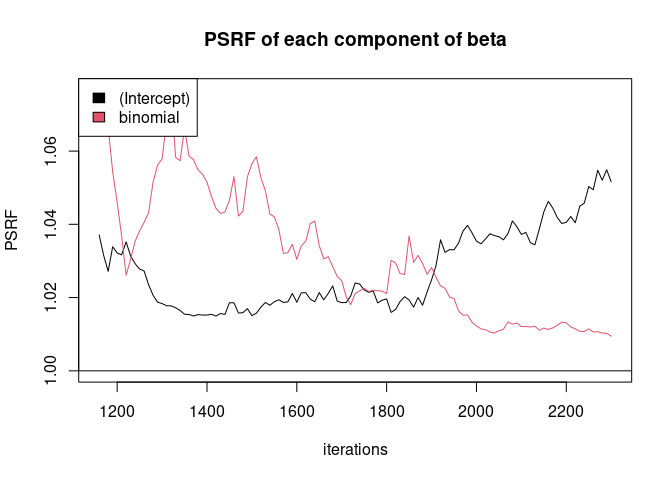 PSRF of each component of beta
(Intercept)
binomial
PSRF
1.06
1.04
1.02
1.00
1200 1400 1600 1800 2000 2200
iterations